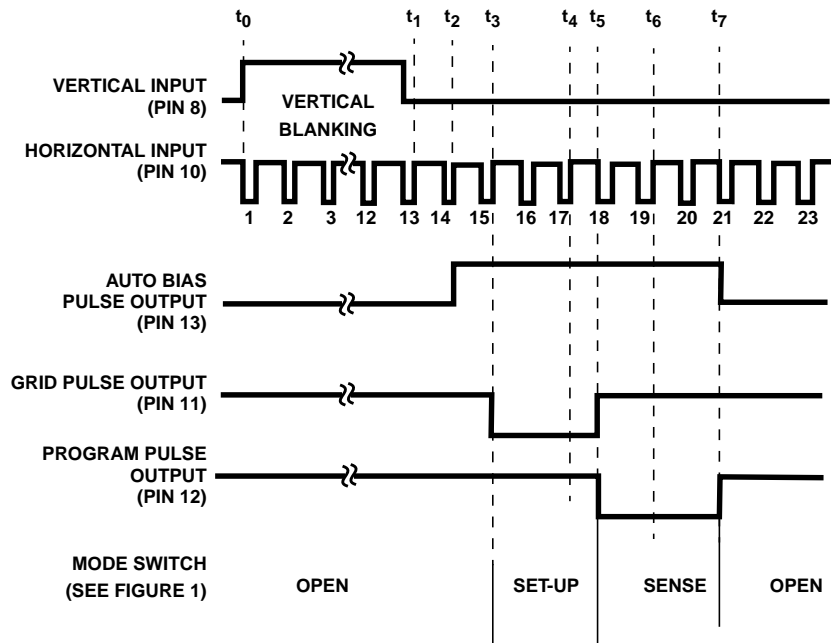 t0 t1 t2 t3 t4 t5 t6 t7
VERTICAL INPUT
(PIN 8)
VERTICAL
BLANKING
HORIZONTAL INPUT
(PIN 10)
1 2 3 12 13 14 15 16 17 18 19 20 21 22 23
AUTO BIAS
PULSE OUTPUT
(PIN 13)
GRID PULSE OUTPUT
(PIN 11)
PROGRAM PULSE
OUTPUT
(PIN 12)
MODE SWITCH
(SEE FIGURE 1)
OPEN SET-UP SENSE OPEN